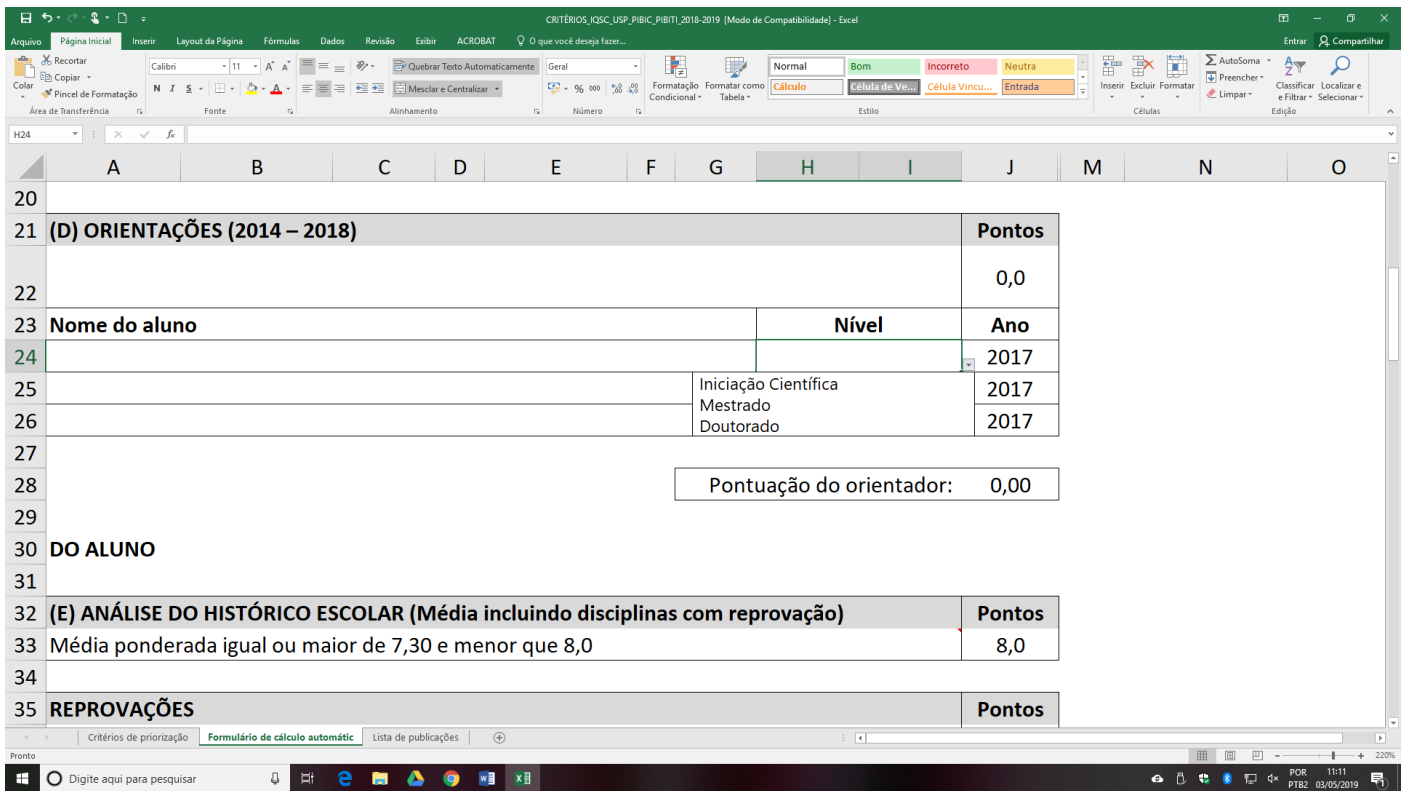 CRITÉRIOS_IQSC_USP_PIBIC_PIBITI_2018-2019 [Modo de Compatibilidade] - Excel
Arquivo Página Inicial Inserir Layout da Página Fórmulas Dados Revisão Exibir ACROBAT O que você deseja fazer... Entrar Compartilhar
Colar
Recortar
Copiar
Pincel de Formatação
Área de Transferência
Calibri 11
N I S
Fonte
Quebrar Texto Automaticamente
Mesclar e Centralizar
Alinhamento
Geral
% 000
Número
Formatação Condicional
Formatar como Tabela
Normal Bom Incorreto Neutra
Cálculo Célula de Ve... Célula Vincu... Entrada
Estilo
Inserir Excluir Formatar
Células
AutoSoma
Preencher
Limpar
Classificar e Filtrar
Localizar e Selecionar
Edição
H24 fx
A B C D E F G H I J M N O
20
21 (D) ORIENTAÇÕES (2014 – 2018) Pontos
22 0,0
23 Nome do aluno Nível Ano
24 2017
25 Iniciação Científica 2017
Mestrado
26 Doutorado 2017
27
28 Pontuação do orientador: 0,00
29
30 DO ALUNO
31
32 (E) ANÁLISE DO HISTÓRICO ESCOLAR (Média incluindo disciplinas com reprovação) Pontos
33 Média ponderada igual ou maior de 7,30 e menor que 8,0 8,0
34
35 REPROVAÇÕES Pontos
Critérios de priorização Formulário de cálculo automátic Lista de publicações
Pronto 220%
Digite aqui para pesquisar
POR
PTB2
11:11
03/05/2019